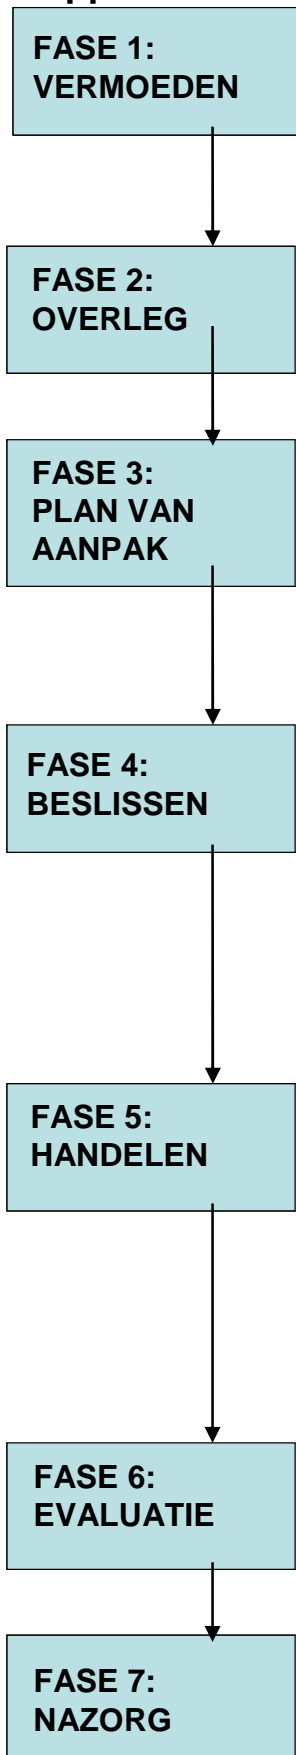 FASE 1:
VERMOEDEN
FASE 2:
OVERLEG
FASE 3:
PLAN VAN
AANPAK
FASE 4:
BESLISSEN
FASE 5:
HANDELEN
FASE 6:
EVALUATIE
FASE 7:
NAZORG